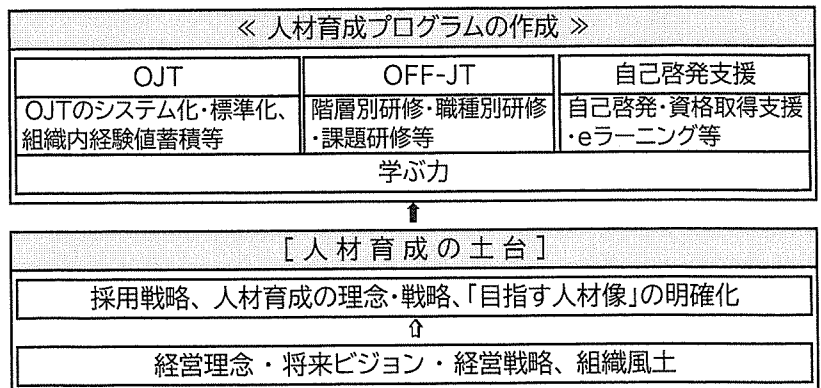 ≪ 人材育成プログラムの作成 ≫
OJT
OJTのシステム化・標準化、
組織内経験値蓄積等
OFF-JT
階層別研修・職種別研修
・課題研修等
自己啓発支援
自己啓発・資格取得支援
・eラーニング等
学ぶ力
[ 人 材 育 成 の 土 台 ]
採用戦略、人材育成の理念・戦略、「目指す人材像」の明確化
経営理念 ・ 将来ビジョン ・ 経営戦略、組織風土